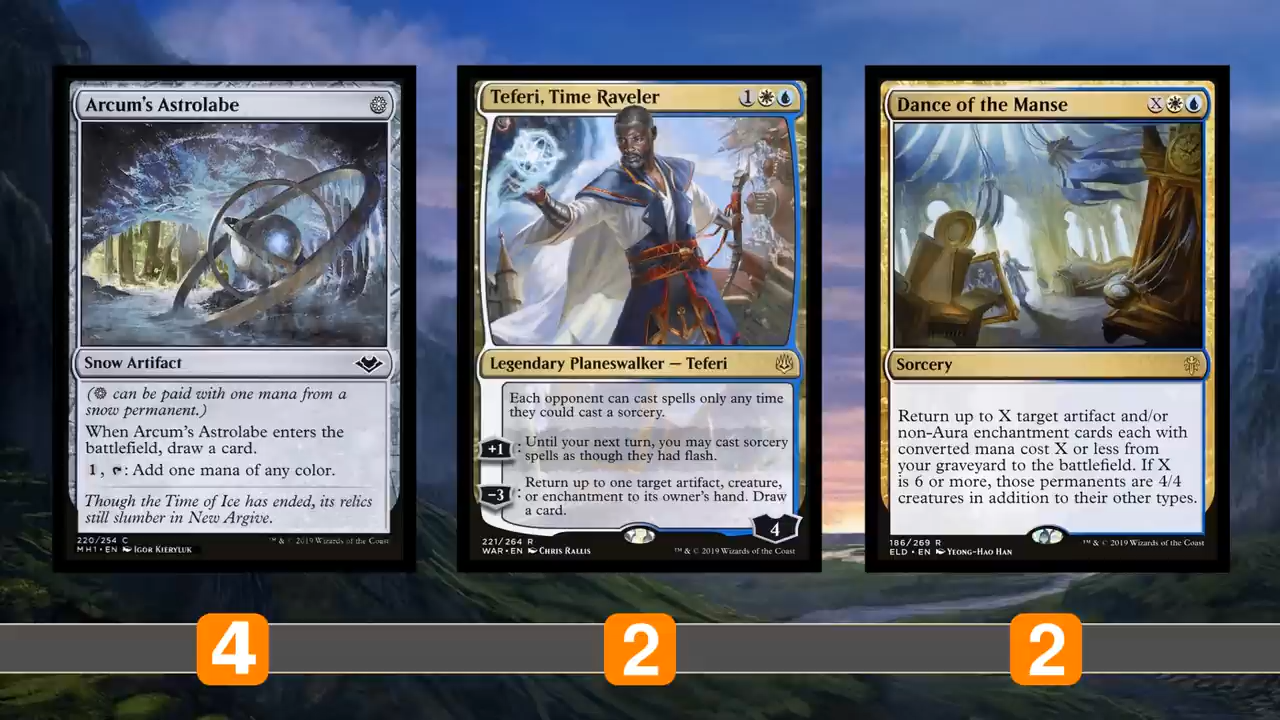 Arcum's Astrolabe
Snow Artifact
( can be paid with one mana from a
snow permanent.)
When Arcum's Astrolabe enters the
battlefield, draw a card.
1, : Add one mana of any color.
Though the Time of Ice has ended, its relics
still slumber in New Argive.
220/254 C
MH1 • EN Igor Kieryluk
™ & © 2019 Wizards of the Coast
4
Teferi, Time Raveler 1
Legendary Planeswalker — Teferi
Each opponent can cast spells only any time
they could cast a sorcery.
+1 : Until your next turn, you may cast sorcery
spells as though they had flash.
−3 : Return up to one target artifact, creature,
or enchantment to its owner's hand. Draw
a card.
4
221/264 R
WAR • EN Chris Rallis
™ & © 2019 Wizards of the Coast
2
Dance of the Manse X
Sorcery
Return up to X target artifact and/or
non-Aura enchantment cards each with
converted mana cost X or less from
your graveyard to the battlefield. If X
is 6 or more, those permanents are 4/4
creatures in addition to their other types.
186/269 R
ELD • EN Yeong-Hao Han
™ & © 2019 Wizards of the Coast
2